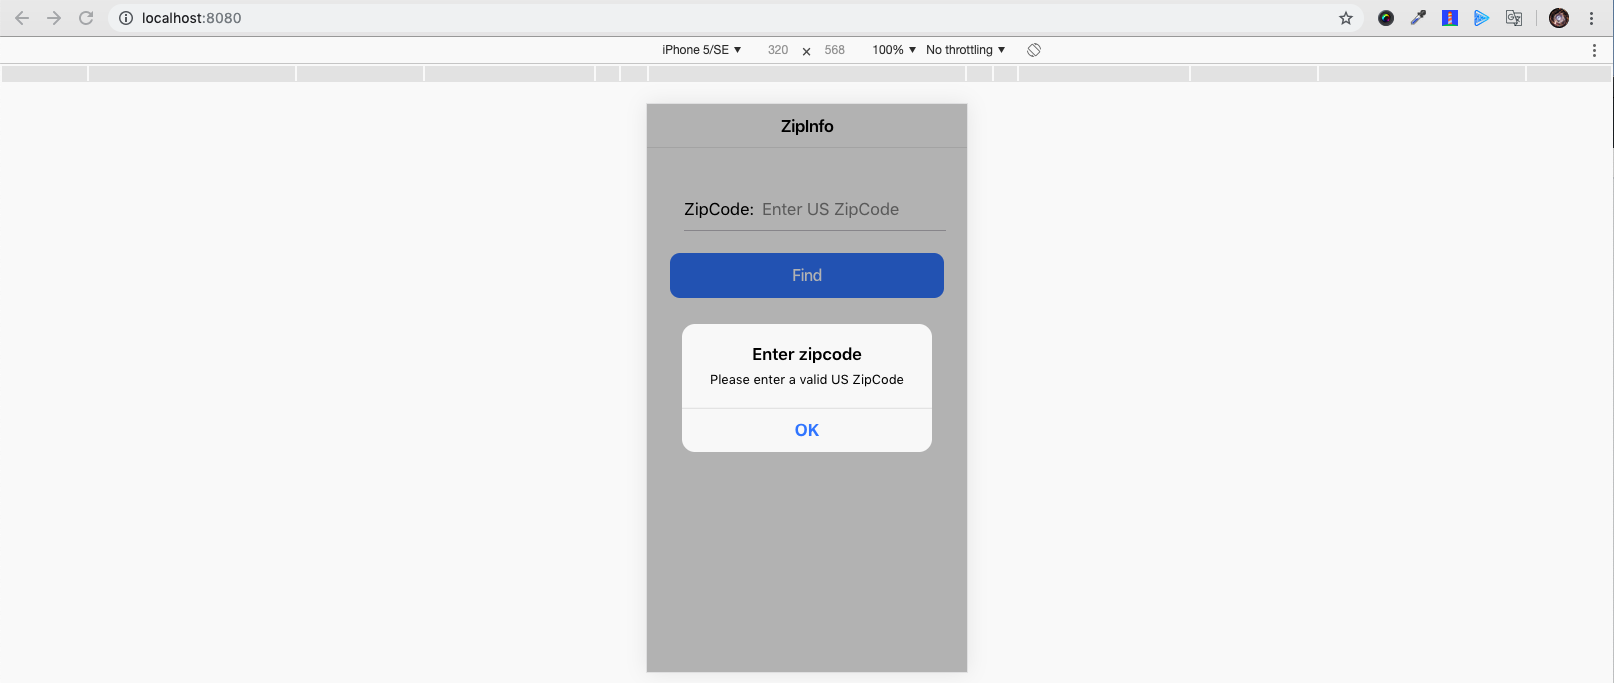 localhost:8080
iPhone 5/SE ▼ 320 × 568 100% ▼ No throttling ▼
ZipInfo
ZipCode: Enter US ZipCode
Find
Enter zipcode
Please enter a valid US ZipCode
OK